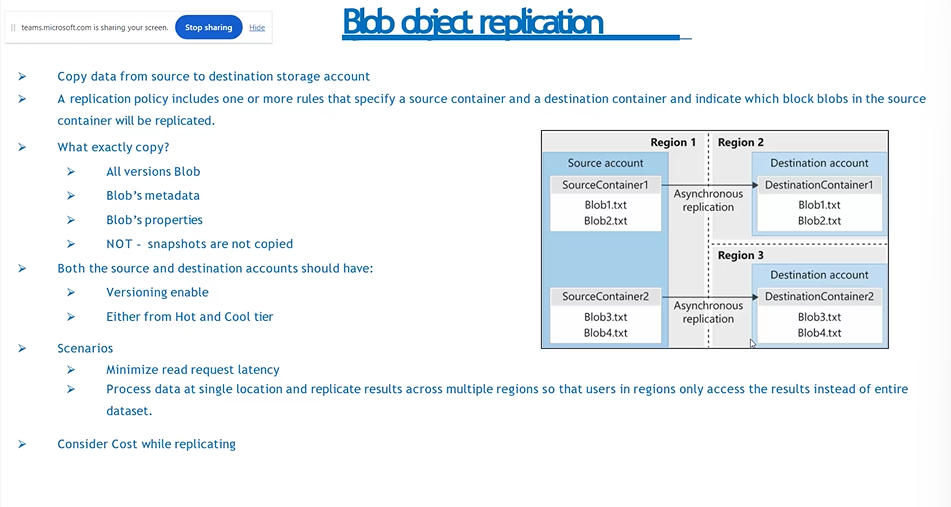 teams.microsoft.com is sharing your screen. Stop sharing Hide
Blob object replication
Copy data from source to destination storage account
A replication policy includes one or more rules that specify a source container and a destination container and indicate which block blobs in the source
container will be replicated.
What exactly copy?
All versions Blob
Blob's metadata
Blob's properties
NOT - snapshots are not copied
Both the source and destination accounts should have:
Versioning enable
Either from Hot and Cool tier
Scenarios
Minimize read request latency
Process data at single location and replicate results across multiple regions so that users in regions only access the results instead of entire
dataset.
Consider Cost while replicating
Region 1
Source account
SourceContainer1
Blob1.txt
Blob2.txt
SourceContainer2
Blob3.txt
Blob4.txt
Asynchronous
replication
Asynchronous
replication
Region 2
Destination account
DestinationContainer1
Blob1.txt
Blob2.txt
Region 3
Destination account
DestinationContainer2
Blob3.txt
Blob4.txt